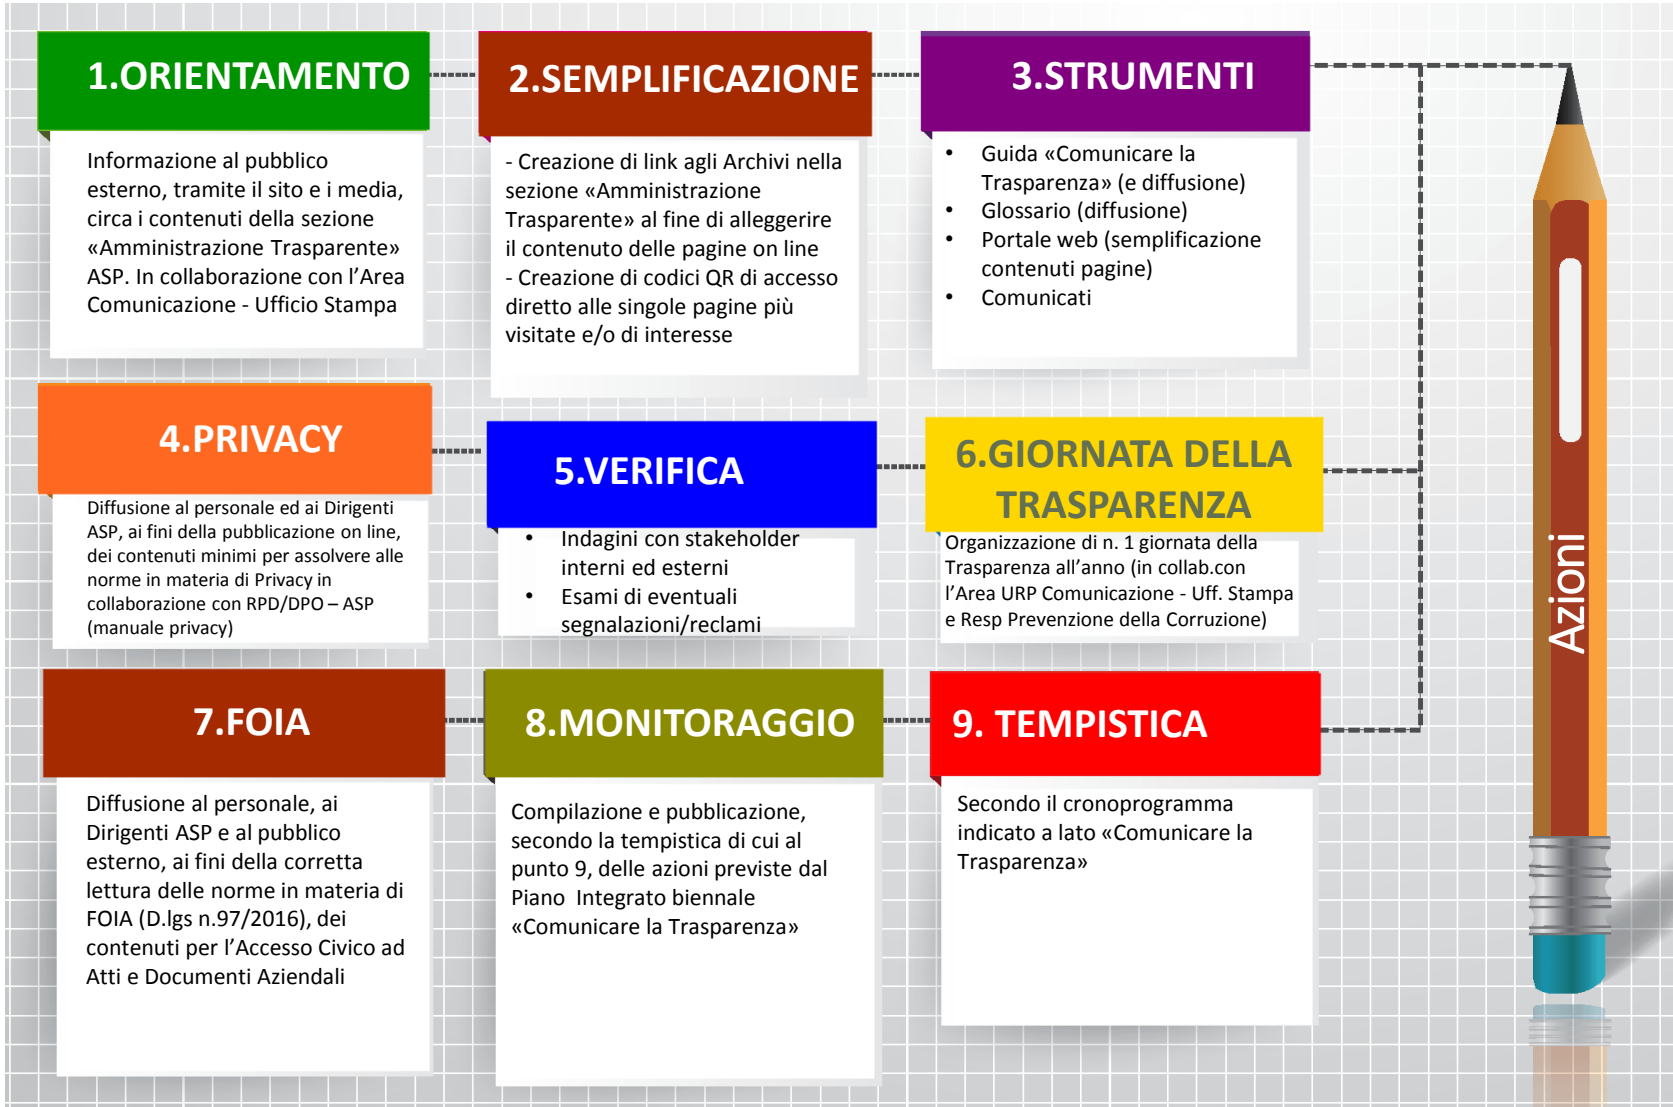 1.ORIENTAMENTO
Informazione al pubblico
esterno, tramite il sito e i media,
circa i contenuti della sezione
«Amministrazione Trasparente»
ASP. In collaborazione con l’Area
Comunicazione - Ufficio Stampa
2.SEMPLIFICAZIONE
- Creazione di link agli Archivi nella
sezione «Amministrazione
Trasparente» al fine di alleggerire
il contenuto delle pagine on line
- Creazione di codici QR di accesso
diretto alle singole pagine più
visitate e/o di interesse
3.STRUMENTI
• Guida «Comunicare la
Trasparenza» (e diffusione)
• Glossario (diffusione)
• Portale web (semplificazione
contenuti pagine)
• Comunicati
4.PRIVACY
Diffusione al personale ed ai Dirigenti
ASP, ai fini della pubblicazione on line,
dei contenuti minimi per assolvere alle
norme in materia di Privacy in
collaborazione con RPD/DPO – ASP
(manuale privacy)
5.VERIFICA
• Indagini con stakeholder
interni ed esterni
• Esami di eventuali
segnalazioni/reclami
6.GIORNATA DELLA
TRASPARENZA
Organizzazione di n. 1 giornata della
Trasparenza all’anno (in collab.con
l’Area URP Comunicazione - Uff. Stampa
e Resp Prevenzione della Corruzione)
7.FOIA
Diffusione al personale, ai
Dirigenti ASP e al pubblico
esterno, ai fini della corretta
lettura delle norme in materia di
FOIA (D.lgs n.97/2016), dei
contenuti per l’Accesso Civico ad
Atti e Documenti Aziendali
8.MONITORAGGIO
Compilazione e pubblicazione,
secondo la tempistica di cui al
punto 9, delle azioni previste dal
Piano Integrato biennale
«Comunicare la Trasparenza»
9. TEMPISTICA
Secondo il cronoprogramma
indicato a lato «Comunicare la
Trasparenza»
Azioni